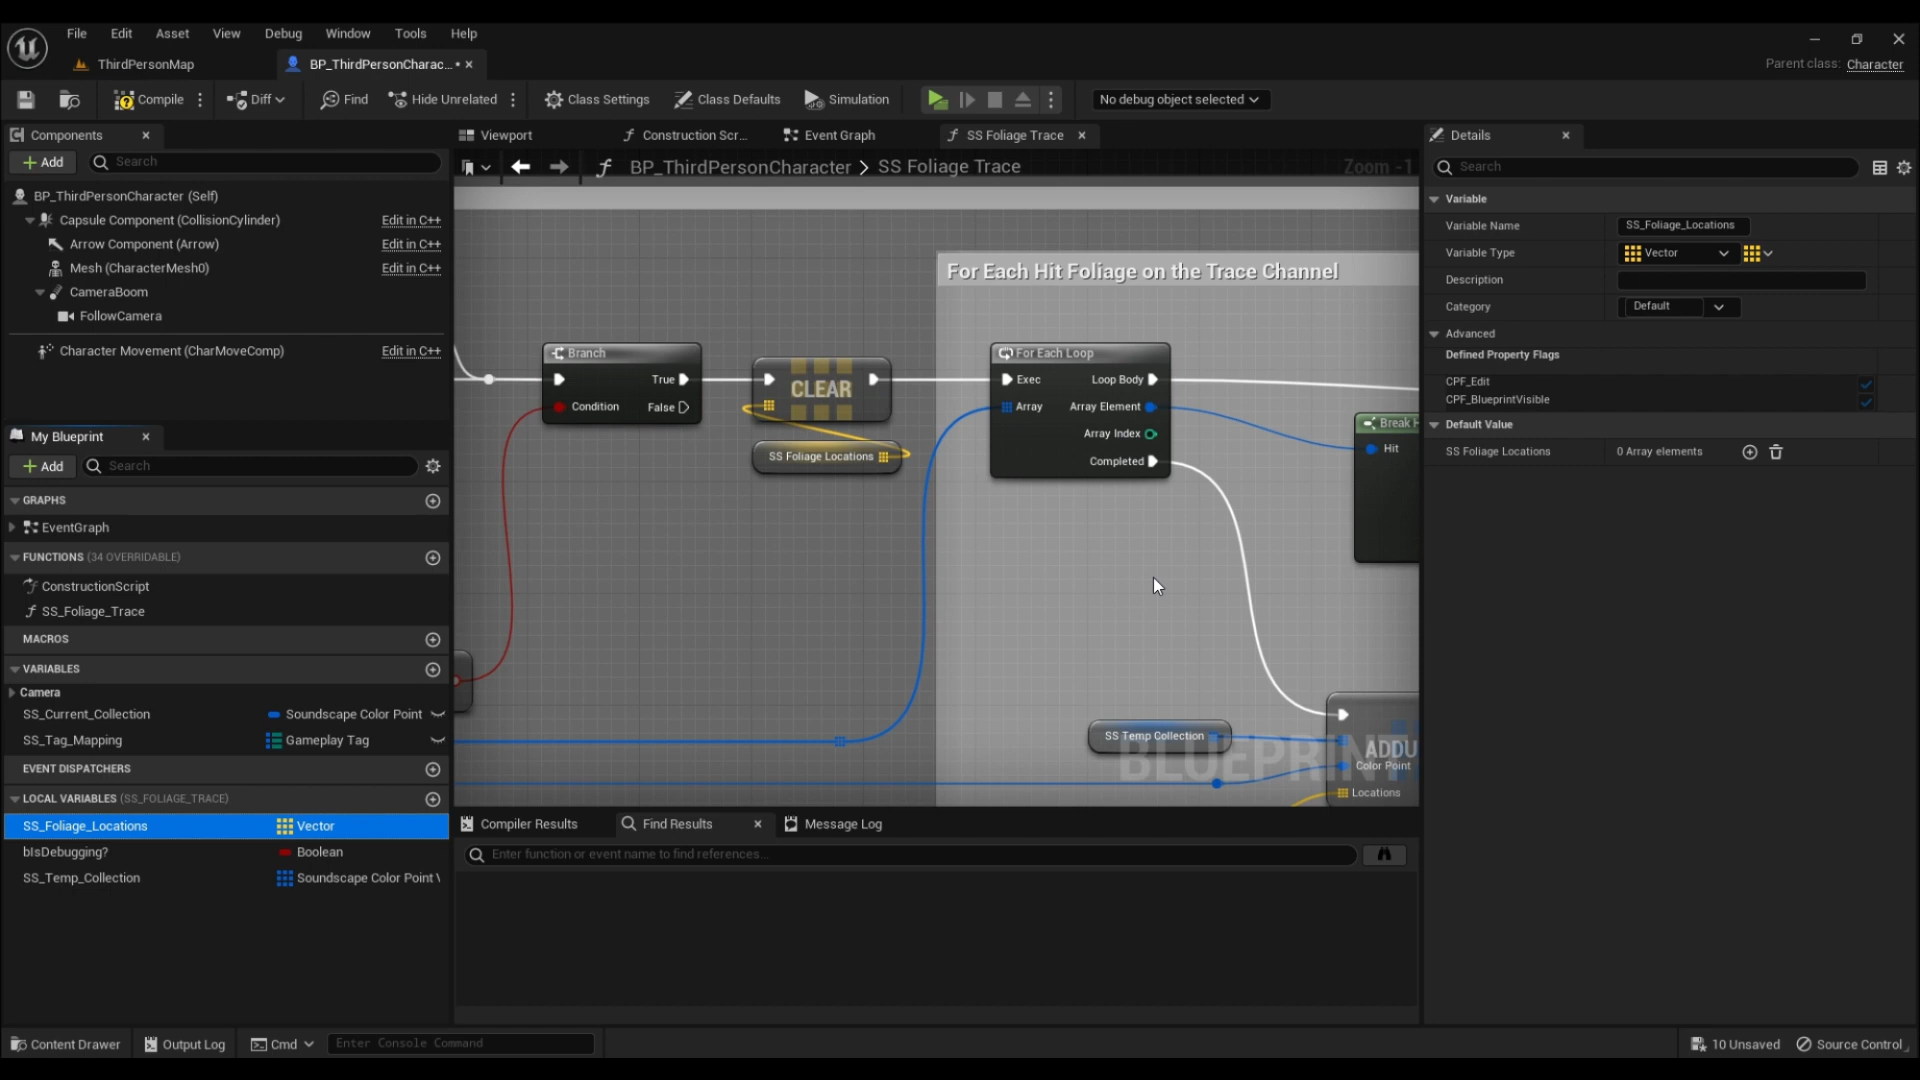 File Edit Asset View Debug Window Tools Help
ThirdPersonMap
BP_ThirdPersonCharac... •
Parent class: Character
Compile
Diff
Find
Hide Unrelated
Class Settings
Class Defaults
Simulation
No debug object selected
Components
Add
Search
BP_ThirdPersonCharacter (Self)
Capsule Component (CollisionCylinder) Edit in C++
Arrow Component (Arrow) Edit in C++
Mesh (CharacterMesh0) Edit in C++
CameraBoom
FollowCamera
Character Movement (CharMoveComp) Edit in C++
My Blueprint
Add
Search
GRAPHS
EventGraph
FUNCTIONS (34 OVERRIDABLE)
ConstructionScript
SS_Foliage_Trace
MACROS
VARIABLES
Camera
SS_Current_Collection Soundscape Color Point
SS_Tag_Mapping Gameplay Tag
EVENT DISPATCHERS
LOCAL VARIABLES (SS_FOLIAGE_TRACE)
SS_Foliage_Locations Vector
bIsDebugging? Boolean
SS_Temp_Collection Soundscape Color Point V
Viewport
Construction Scr...
Event Graph
SS Foliage Trace
BP_ThirdPersonCharacter > SS Foliage Trace
Zoom -1
For Each Hit Foliage on the Trace Channel
Branch
True
Condition False
CLEAR
SS Foliage Locations
For Each Loop
Exec Loop Body
Array Array Element
Array Index
Completed
Break H
Hit
SS Temp Collection
BLUEPRINT
ADDU
Color Point
Locations
Compiler Results
Find Results
Message Log
Enter function or event name to find references...
Details
Search
Variable
Variable Name SS_Foliage_Locations
Variable Type Vector
Description
Category Default
Advanced
Defined Property Flags
CPF_Edit
CPF_BlueprintVisible
Default Value
SS Foliage Locations 0 Array elements
Content Drawer
Output Log
Cmd
Enter Console Command
10 Unsaved
Source Control